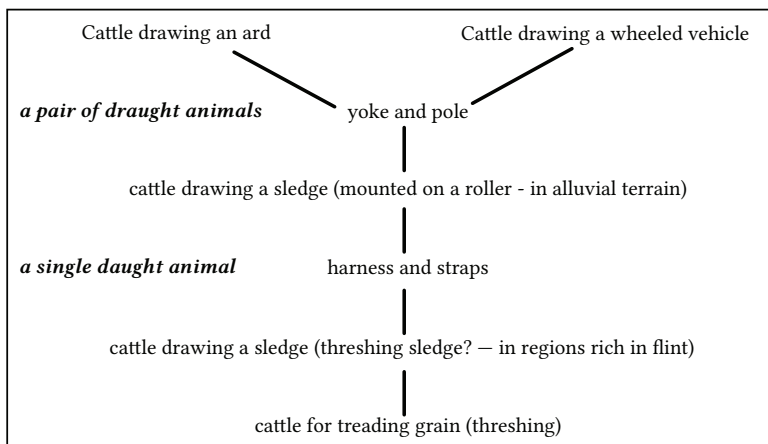 Cattle drawing an ard
Cattle drawing a wheeled vehicle
a pair of draught animals
yoke and pole
cattle drawing a sledge (mounted on a roller - in alluvial terrain)
a single daught animal
harness and straps
cattle drawing a sledge (threshing sledge? — in regions rich in flint)
cattle for treading grain (threshing)